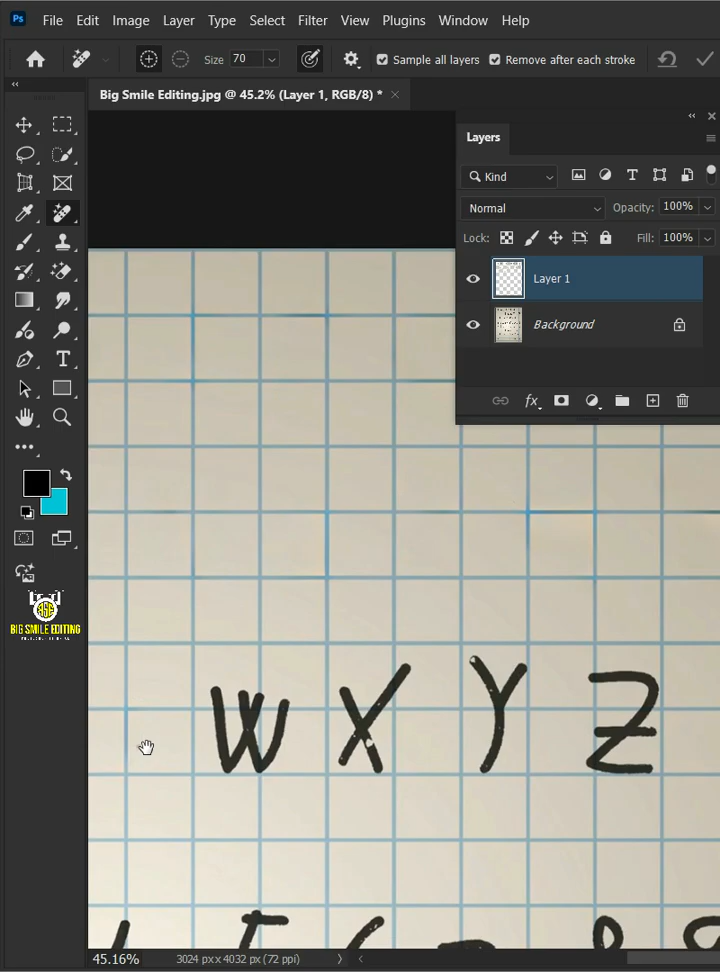 Ps File Edit Image Layer Type Select Filter View Plugins Window Help
Size 70 Sample all layers Remove after each stroke
Big Smile Editing.jpg @ 45.2% (Layer 1, RGB/8) *
Layers
Kind
Normal Opacity: 100%
Lock: Fill: 100%
Layer 1
Background
fx
BIG SMILE EDITING
W X Y Z
45.16% 3024 px x 4032 px (72 ppi)